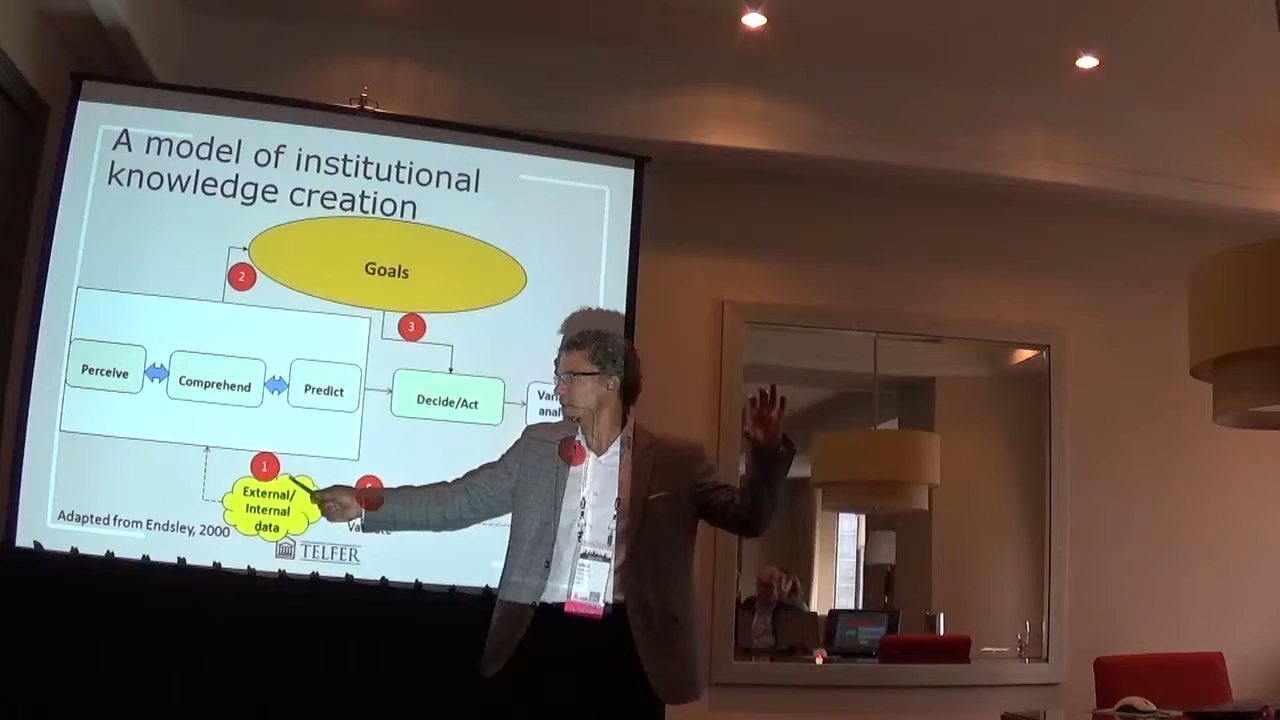 A model of institutional
knowledge creation
Goals
2
3
Perceive
Comprehend
Predict
Decide/Act
1
External/
Internal
data
Adapted from Endsley, 2000
TELFER